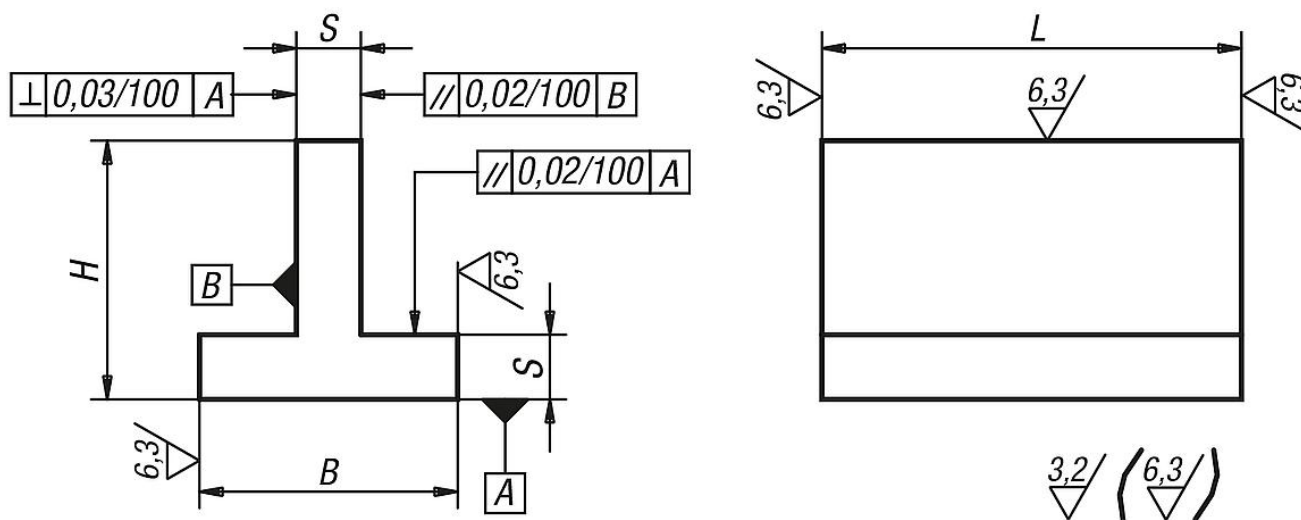 S
L
⊥ 0,03/100 A
// 0,02/100 B
6,3
6,3
6,3
// 0,02/100 A
H
B
6,3
S
6,3
B
A
3,2 (6,3)